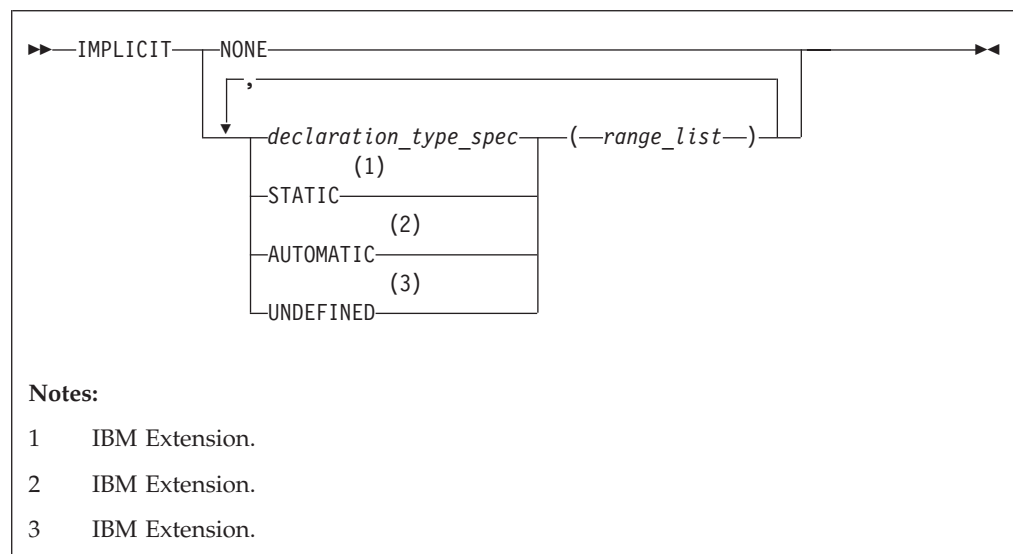 IMPLICIT NONE
,
declaration_type_spec ( range_list )
(1)
STATIC
(2)
AUTOMATIC
(3)
UNDEFINED
Notes:
1 IBM Extension.
2 IBM Extension.
3 IBM Extension.